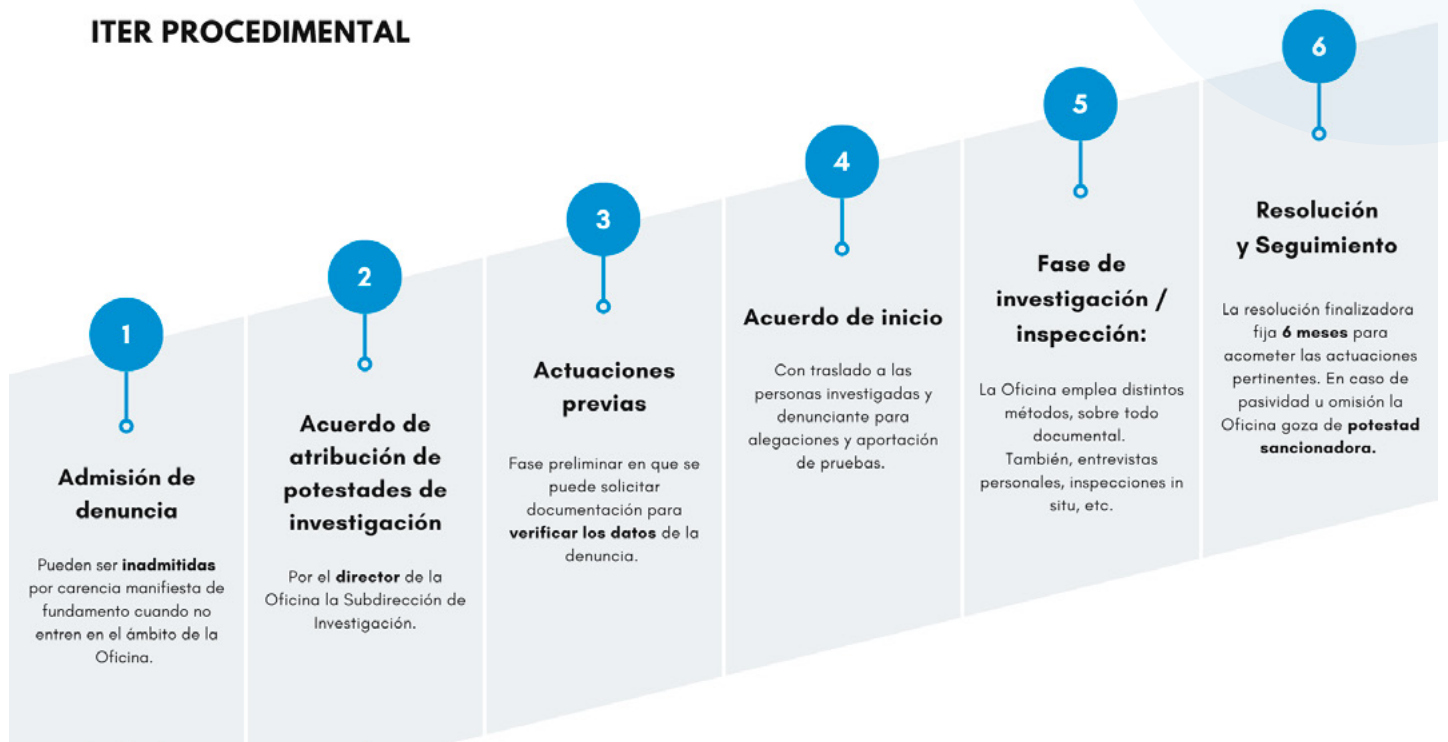 ITER PROCEDIMENTAL
1
Admisión de
denuncia
Pueden ser inadmitidas
por carencia manifiesta de
fundamento cuando no
entren en el ámbito de la
Oficina.
2
Acuerdo de
atribución de
potestades de
investigación
Por el director de la
Oficina la Subdirección de
Investigación.
3
Actuaciones
previas
Fase preliminar en que se
puede solicitar
documentación para
verificar los datos de la
denuncia.
4
Acuerdo de inicio
Con traslado a las
personas investigadas y
denunciante para
alegaciones y aportación
de pruebas.
5
Fase de
investigación /
inspección:
La Oficina emplea distintos
métodos, sobre todo
documental.
También, entrevistas
personales, inspecciones in
situ, etc.
6
Resolución
y Seguimiento
La resolución finalizadora
fija 6 meses para
acometer las actuaciones
pertinentes. En caso de
pasividad u omisión la
Oficina goza de potestad
sancionadora.